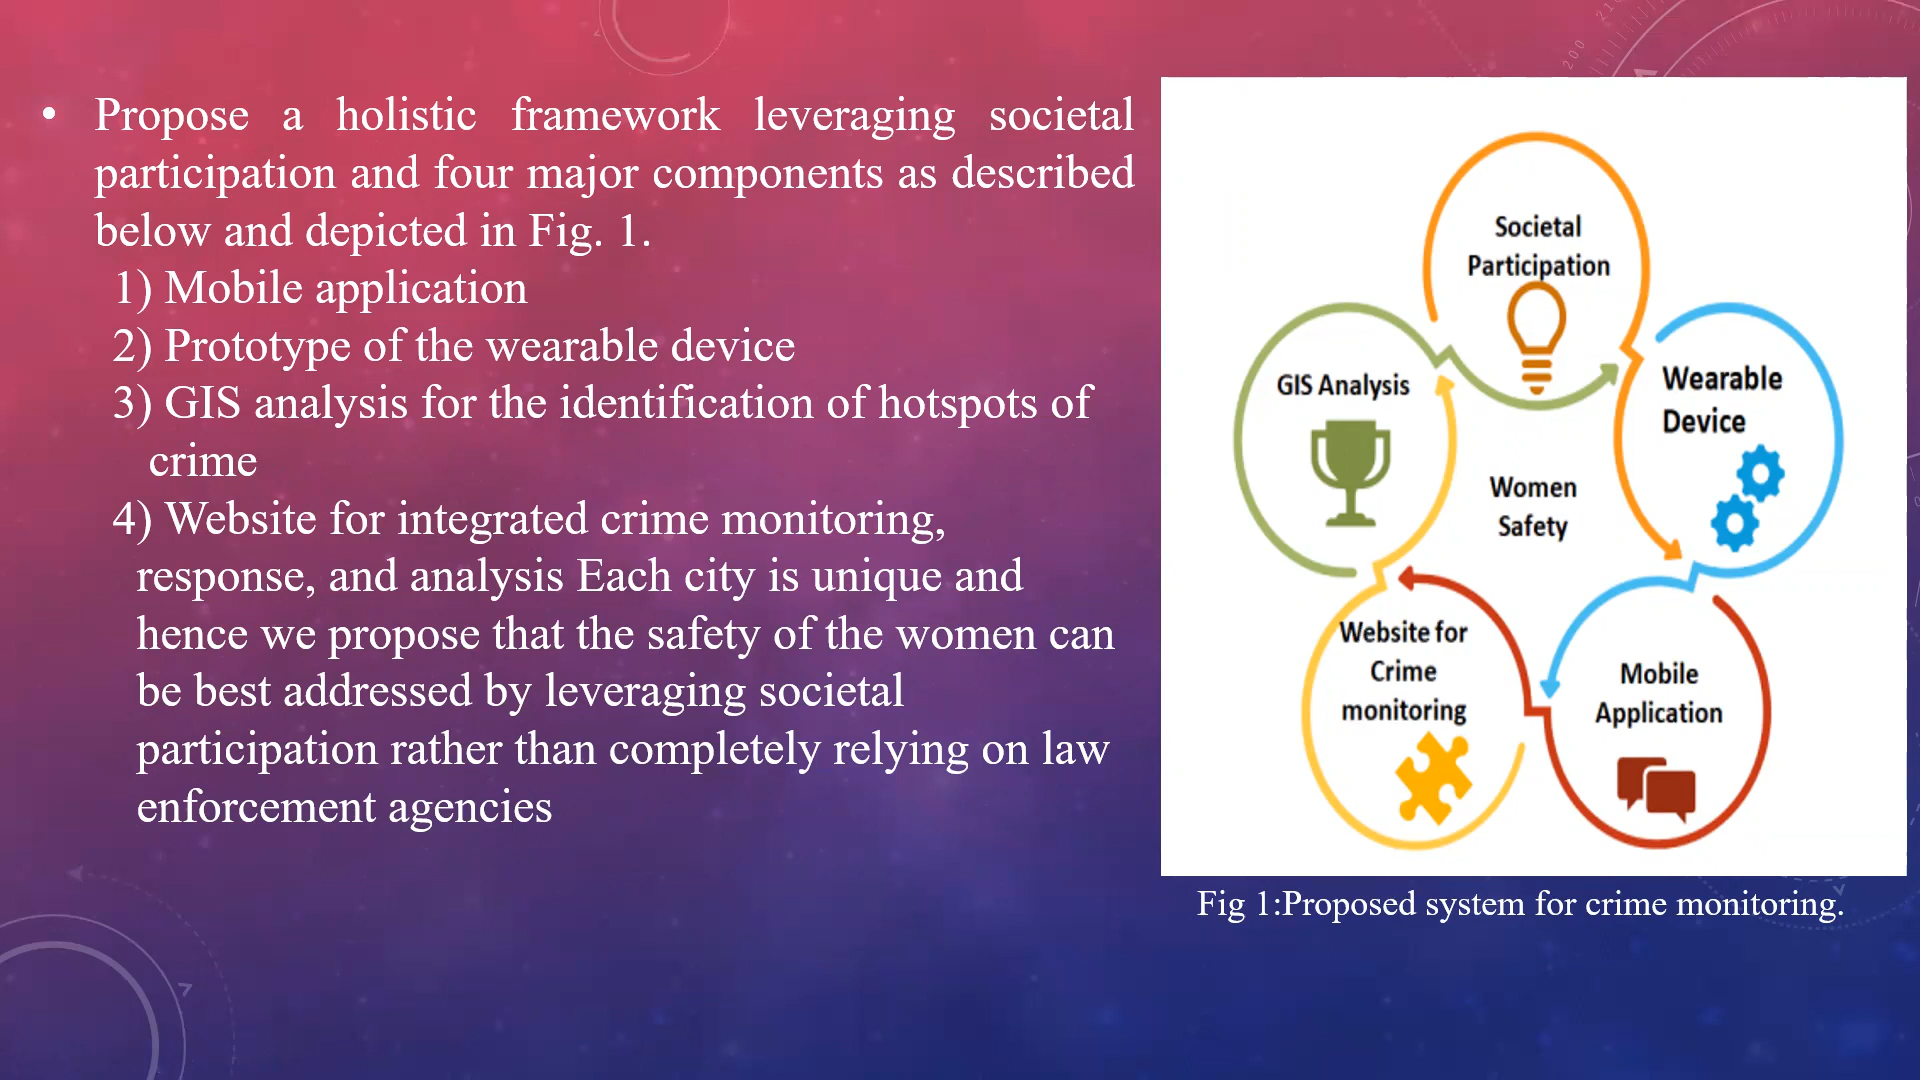 • Propose a holistic framework leveraging societal
participation and four major components as described
below and depicted in Fig. 1.
1) Mobile application
2) Prototype of the wearable device
3) GIS analysis for the identification of hotspots of
crime
4) Website for integrated crime monitoring,
response, and analysis Each city is unique and
hence we propose that the safety of the women can
be best addressed by leveraging societal
participation rather than completely relying on law
enforcement agencies
Societal
Participation
GIS Analysis
Wearable
Device
Women
Safety
Website for
Crime
monitoring
Mobile
Application
Fig 1:Proposed system for crime monitoring.
200